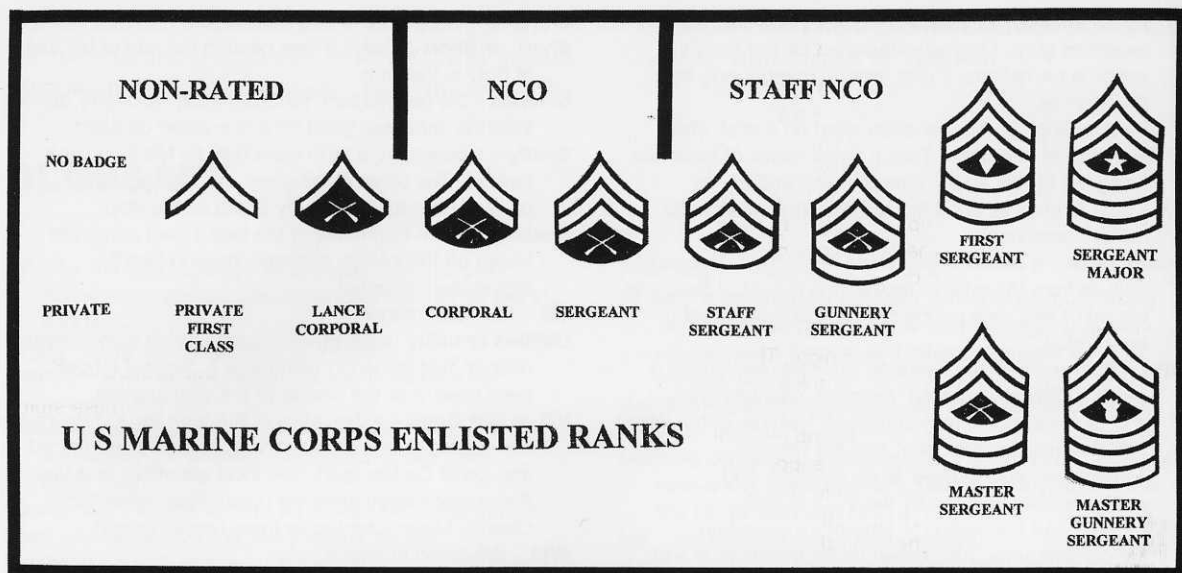 NON-RATED
NCO
STAFF NCO
NO BADGE
PRIVATE
PRIVATE
FIRST
CLASS
LANCE
CORPORAL
CORPORAL
SERGEANT
STAFF
SERGEANT
GUNNERY
SERGEANT
FIRST
SERGEANT
SERGEANT
MAJOR
MASTER
SERGEANT
MASTER
GUNNERY
SERGEANT
U S MARINE CORPS ENLISTED RANKS